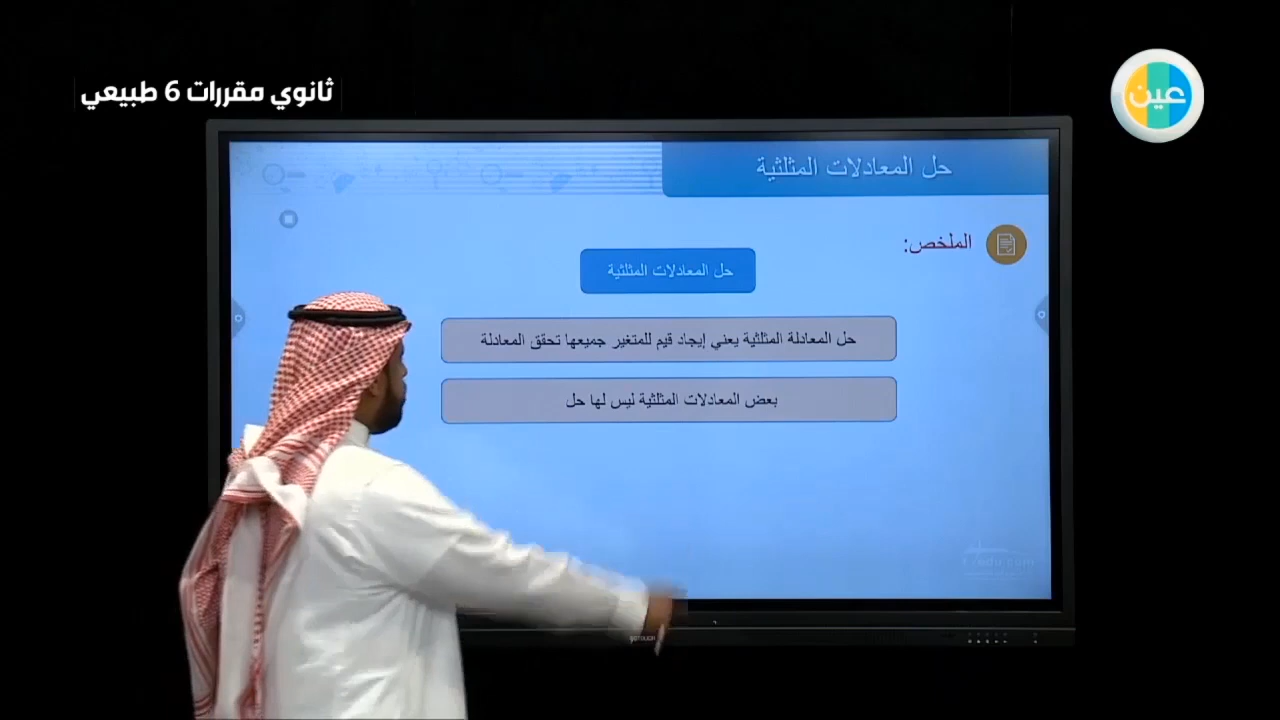 ثانوي مقررات 6 طبيعي
عين
حل المعادلات المثلثية
الملخص:
حل المعادلات المثلثية
حل المعادلة المثلثية يعني إيجاد قيم للمتغير جميعها تحقق المعادلة
بعض المعادلات المثلثية ليس لها حل